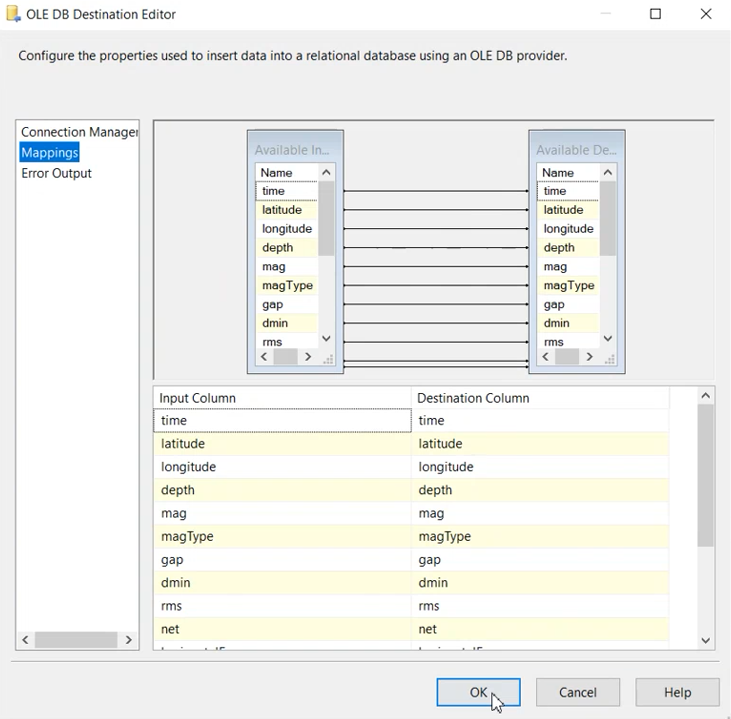 OLE DB Destination Editor
Configure the properties used to insert data into a relational database using an OLE DB provider.
Connection Manager
Mappings
Error Output
Available In...
Name
time
latitude
longitude
depth
mag
magType
gap
dmin
rms
Available De...
Name
time
latitude
longitude
depth
mag
magType
gap
dmin
rms
Input Column Destination Column
time time
latitude latitude
longitude longitude
depth depth
mag mag
magType magType
gap gap
dmin dmin
rms rms
net net
OK Cancel Help